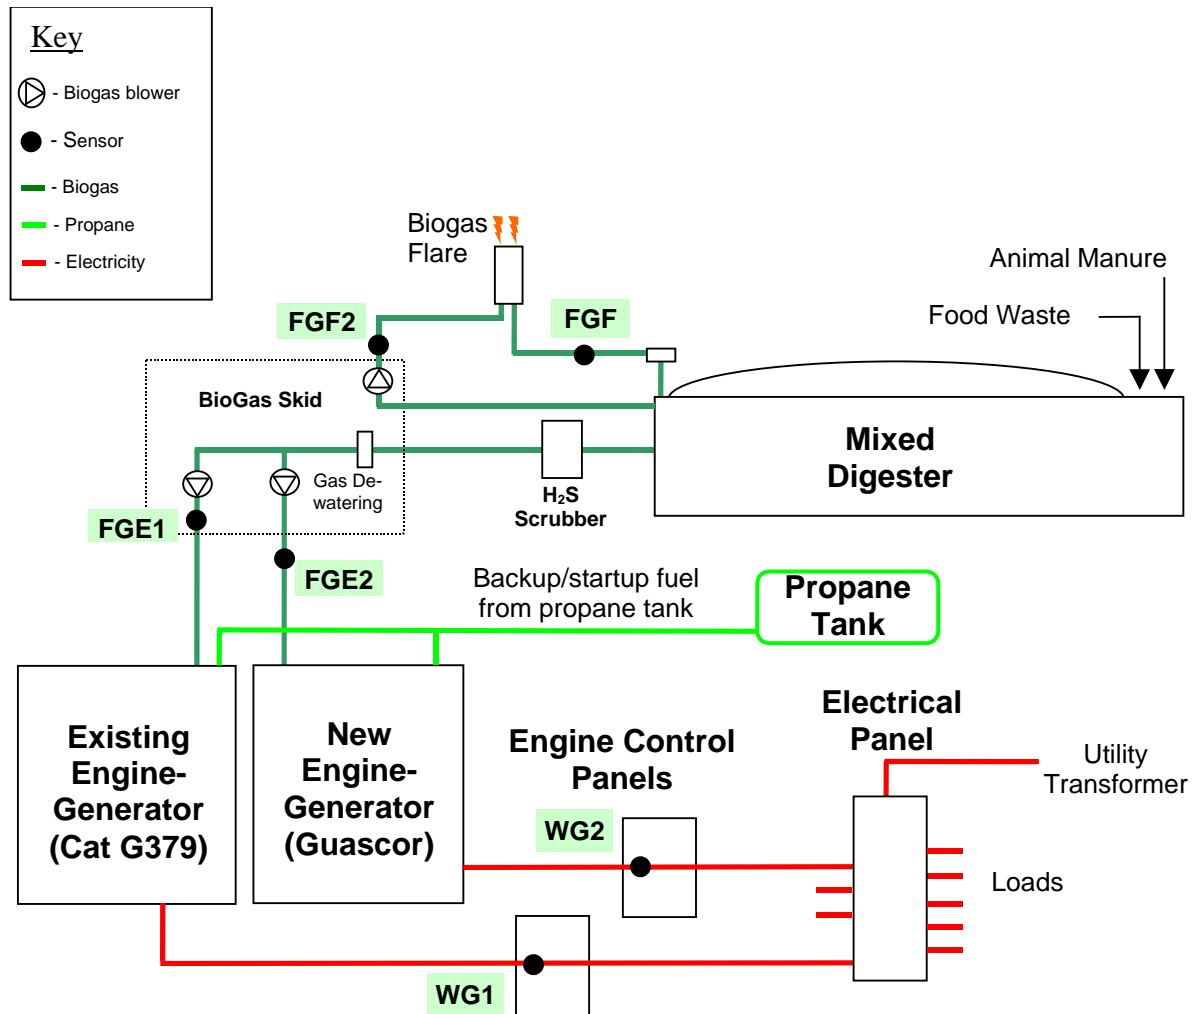 Key
- Biogas blower
- Sensor
- Biogas
- Propane
- Electricity
Biogas
Flare
Animal Manure
Food Waste
FGF2
FGF
BioGas Skid
Mixed
Digester
Gas De-
watering
H₂S
Scrubber
FGE1
FGE2
Backup/startup fuel
from propane tank
Propane
Tank
Existing
Engine-
Generator
(Cat G379)
New
Engine-
Generator
(Guascor)
Engine Control
Panels
Electrical
Panel
Utility
Transformer
WG2
Loads
WG1